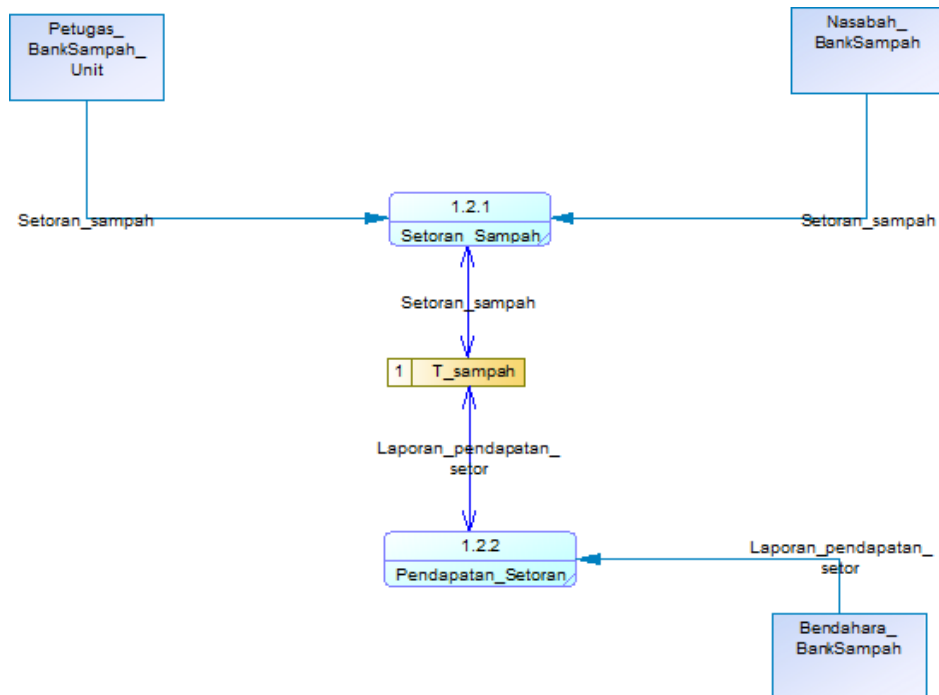 Petugas_
BankSampah_
Unit
Nasabah_
BankSampah
1.2.1
Setoran_Sampah
Setoran_sampah
Setoran_sampah
Setoran_sampah
1
T_sampah
Laporan_pendapatan_
setor
1.2.2
Pendapatan_Setoran
Laporan_pendapatan_
setor
Bendahara_
BankSampah